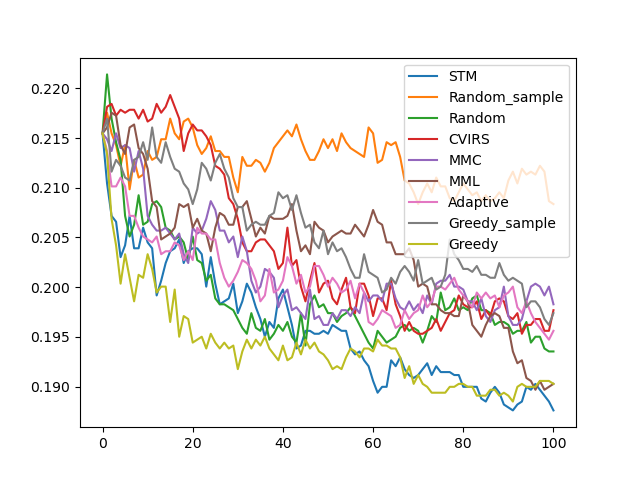 0.220
0.215
0.210
0.205
0.200
0.195
0.190
0
20
40
60
80
100
STM
Random_sample
Random
CVIRS
MMC
MML
Adaptive
Greedy_sample
Greedy